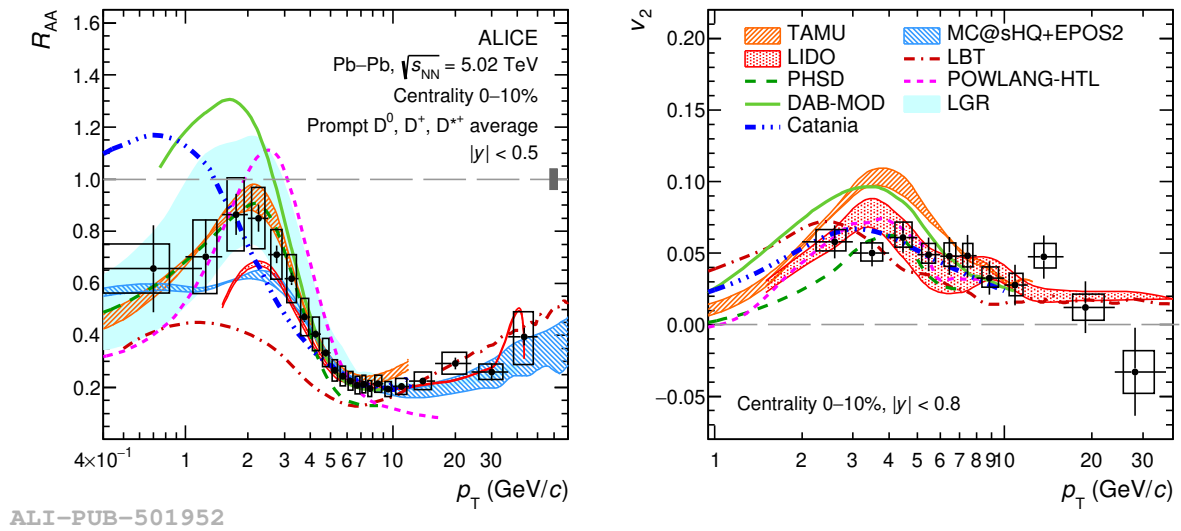 R_AA
1.6
1.4
1.2
1.0
0.8
0.6
0.4
0.2
ALICE
Pb−Pb, √s_NN = 5.02 TeV
Centrality 0−10%
Prompt D⁰, D⁺, D*⁺ average
|y| < 0.5
4×10⁻¹ 1 2 3 4 5 6 7 10 20 30
p_T (GeV/c)
v_2
0.20
0.15
0.10
0.05
0.00
−0.05
TAMU
LIDO
PHSD
DAB-MOD
Catania
MC@sHQ+EPOS2
LBT
POWLANG-HTL
LGR
Centrality 0−10%, |y| < 0.8
1 2 3 4 5 6 7 8 9 10 20 30
p_T (GeV/c)
ALI−PUB−501952